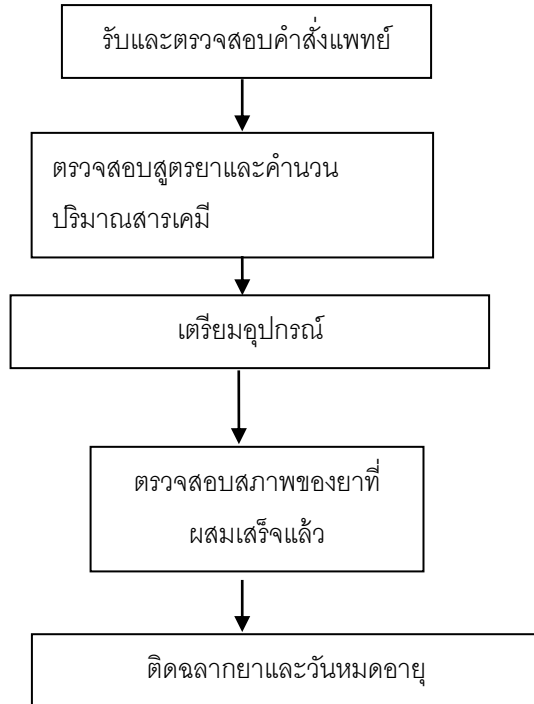 รับและตรวจสอบคำสั่งแพทย์
ตรวจสอบสูตรยาและคำนวน
ปริมาณสารเคมี
เตรียมอุปกรณ์
ตรวจสอบสภาพของยาที่
ผสมเสร็จแล้ว
ติดฉลากยาและวันหมดอายุ